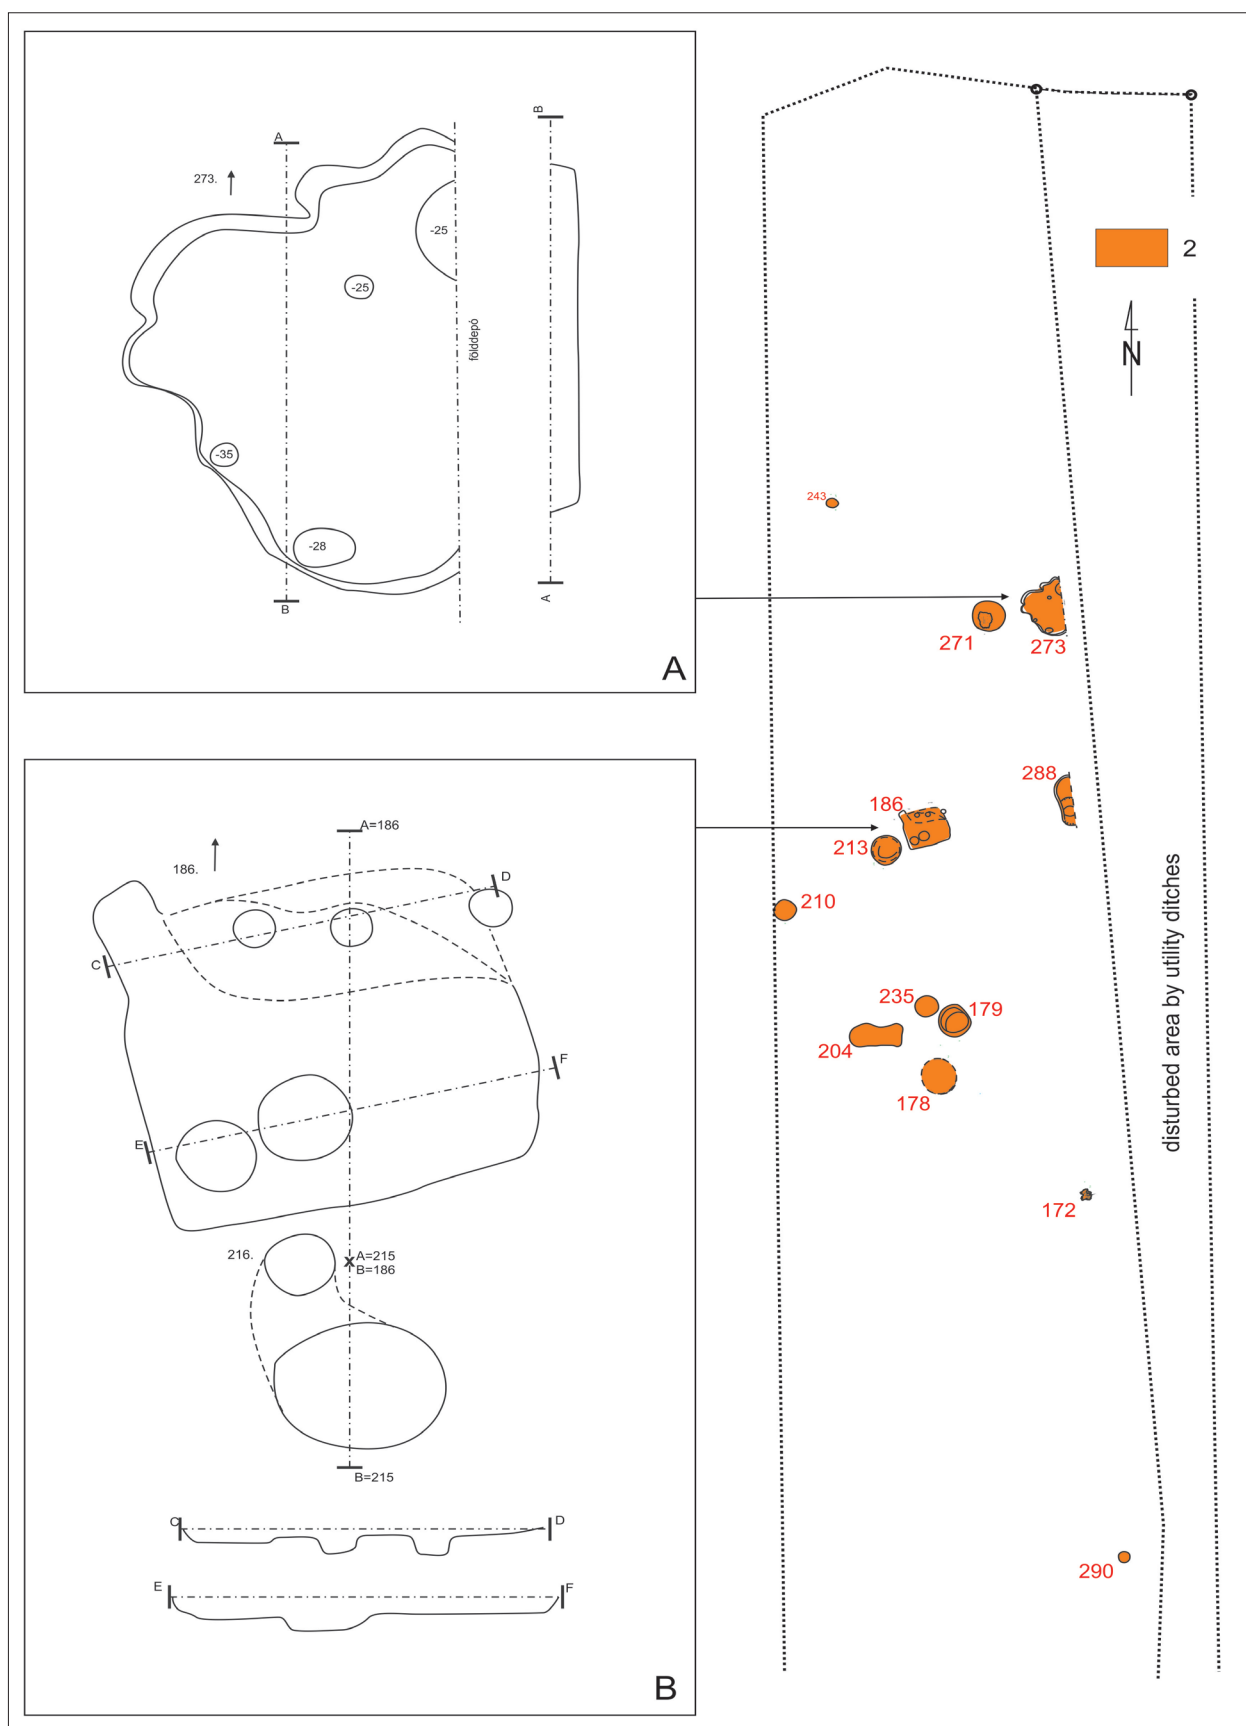 A
273.
-25
-25
-35
-28
B
földdepó
B
A
A
A=186
186.
D
C
F
E
216.
A=215
B=186
B=215
C
D
E
F
B
2
N
243
271
273
288
186
213
210
235
179
204
178
172
290
disturbed area by utility ditches